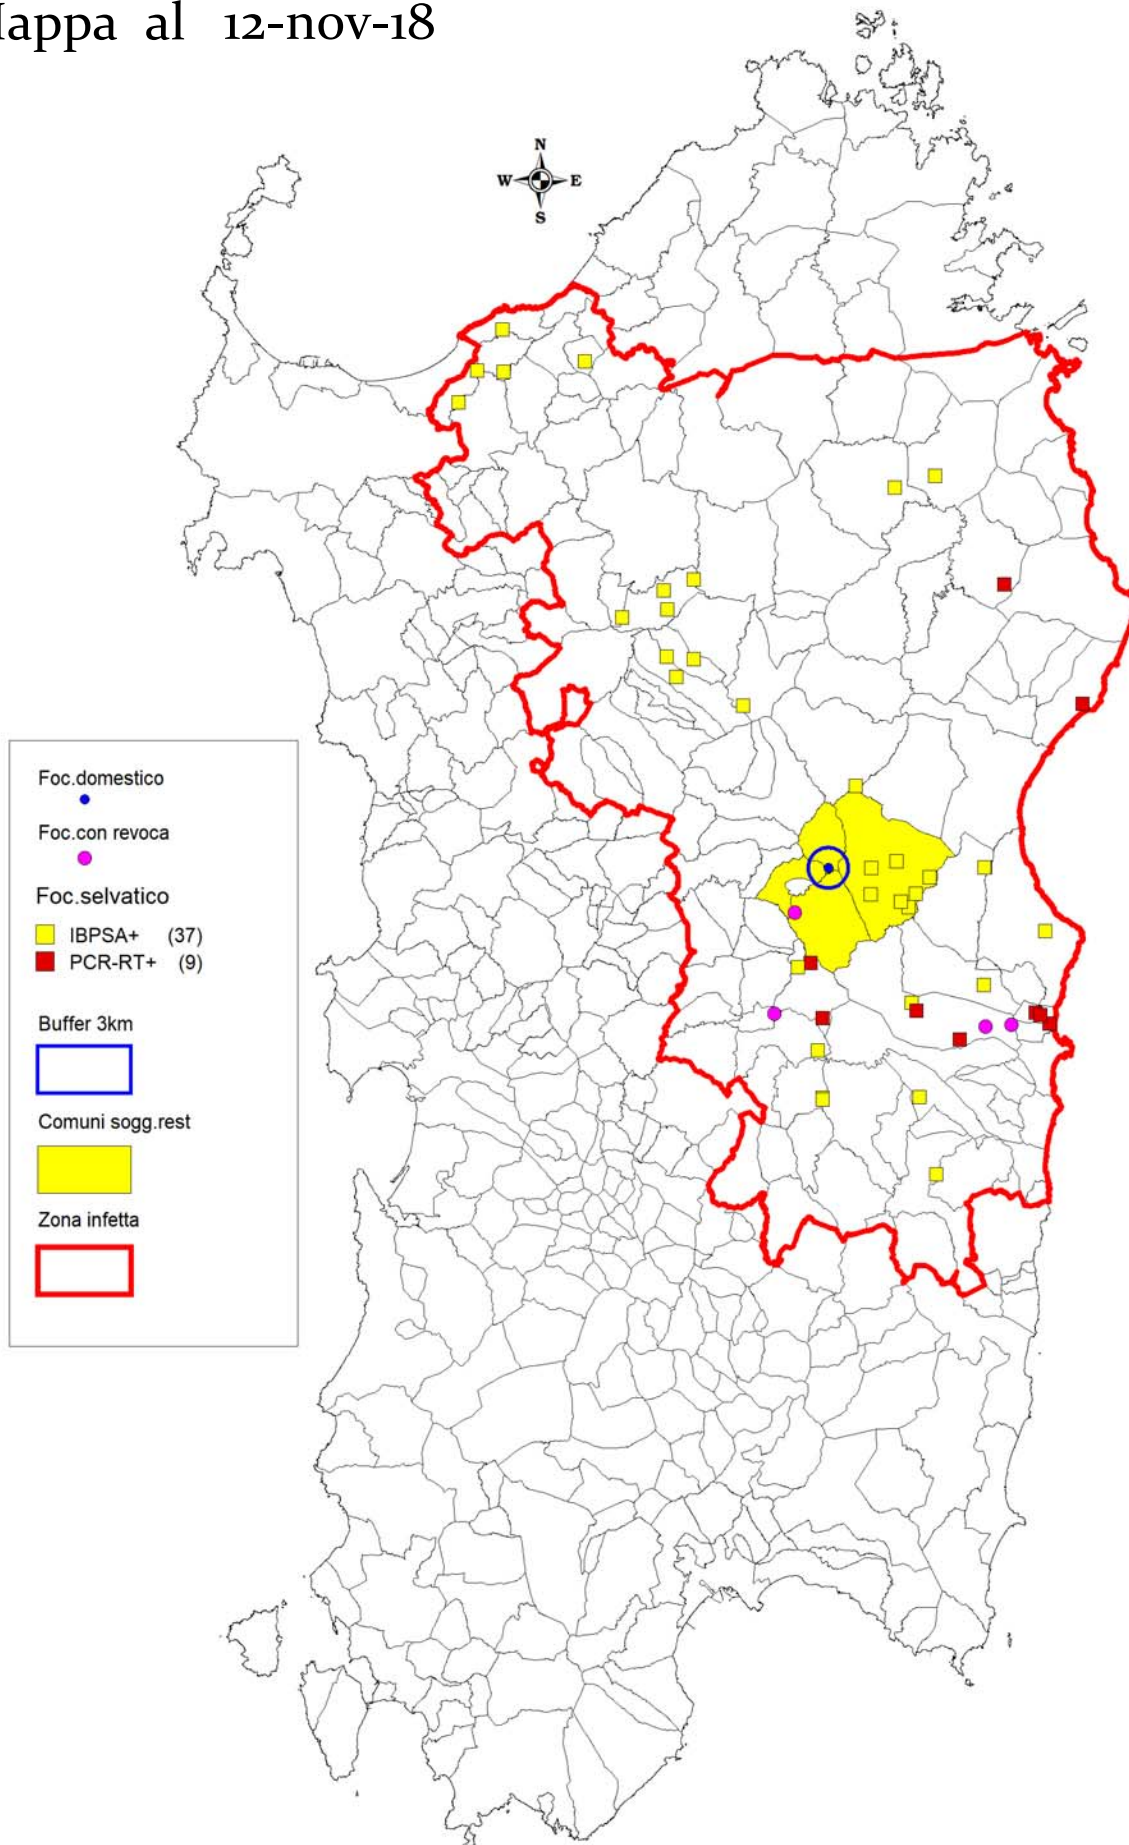 Mappa al 12-nov-18
N
W E
S
Foc.domestico
Foc.con revoca
Foc.selvatico
IBPSA+ (37)
PCR-RT+ (9)
Buffer 3km
Comuni sogg.rest
Zona infetta